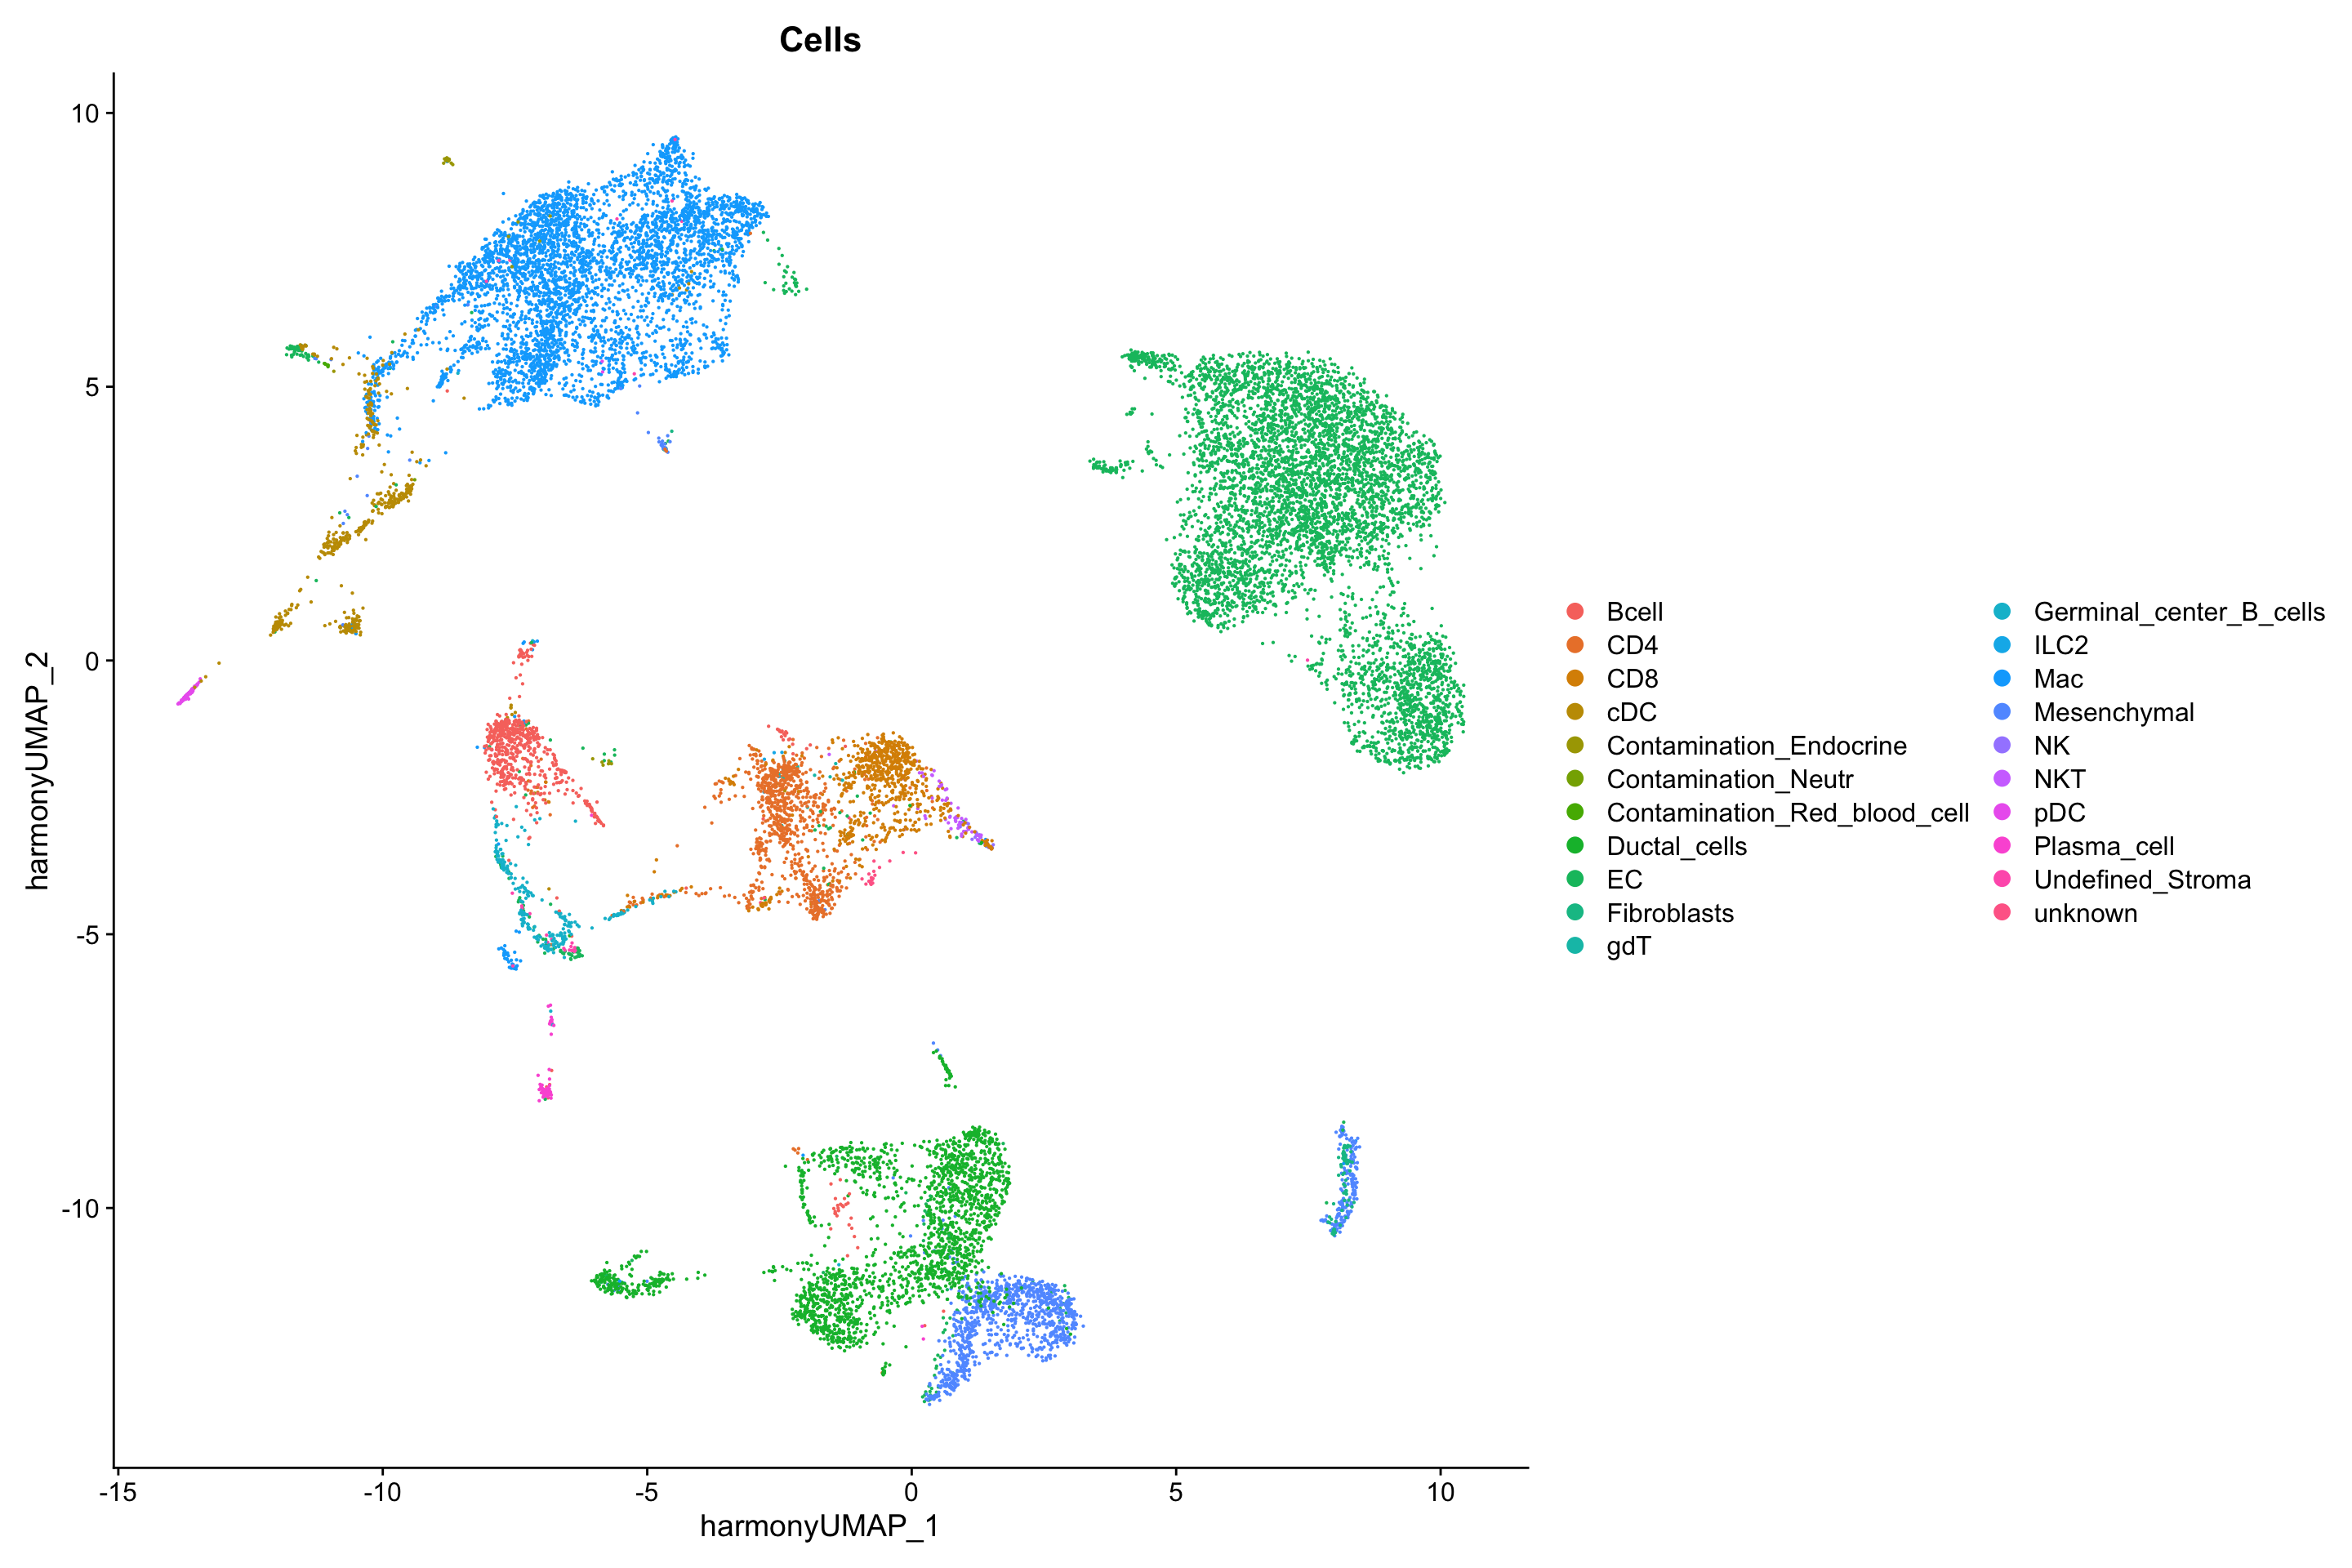 Cells
harmonyUMAP_2
10
5
0
-5
-10
-15
-10
-5
0
5
10
harmonyUMAP_1
Bcell
CD4
CD8
cDC
Contamination_Endocrine
Contamination_Neutr
Contamination_Red_blood_cell
Ductal_cells
EC
Fibroblasts
gdT
Germinal_center_B_cells
ILC2
Mac
Mesenchymal
NK
NKT
pDC
Plasma_cell
Undefined_Stroma
unknown